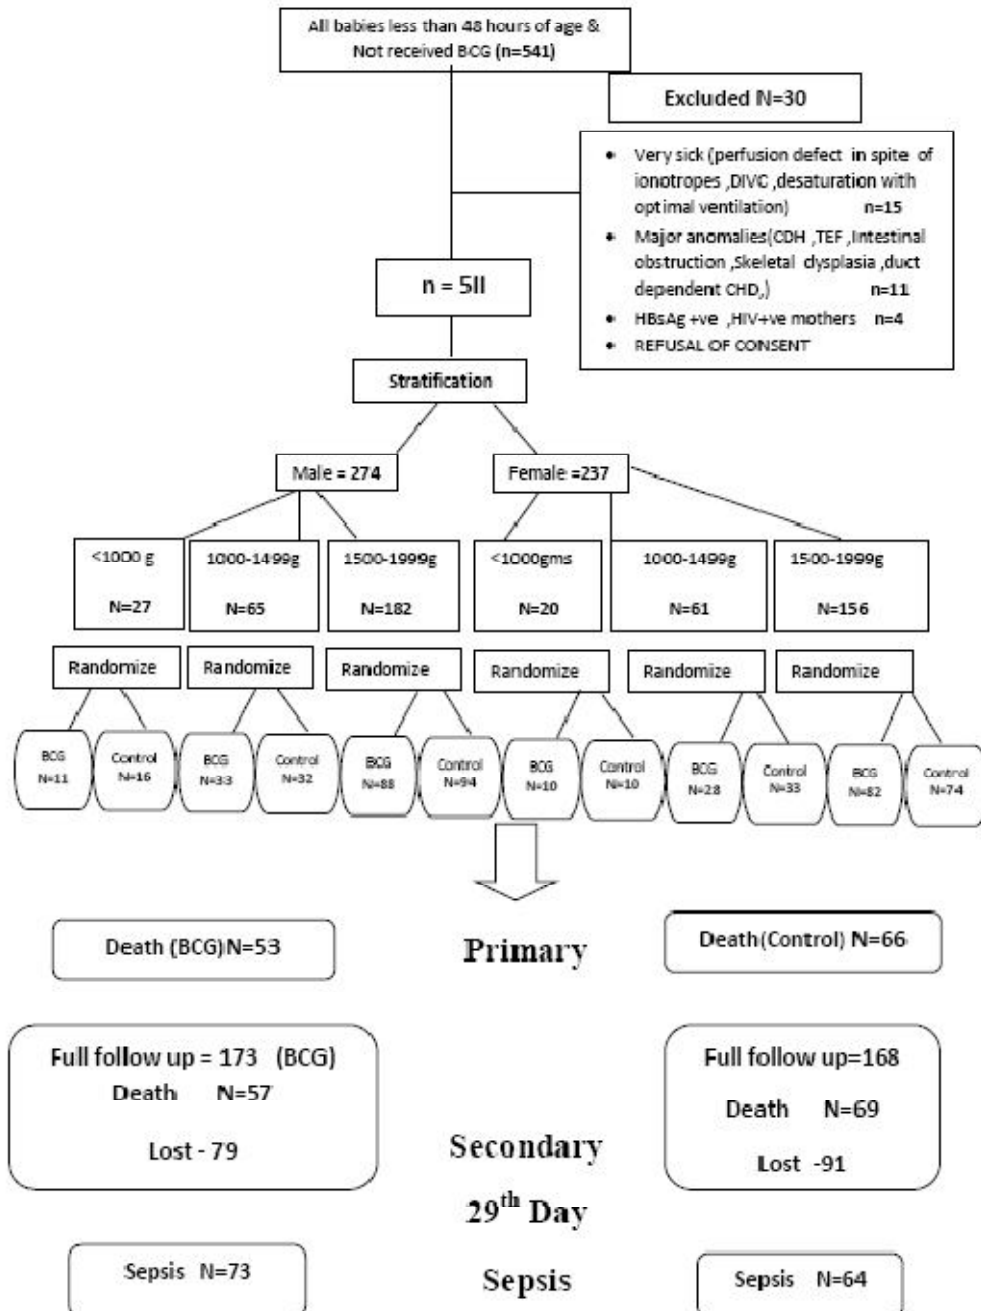 All babies less than 48 hours of age &
Not received BCG (n=541)
Excluded N=30
• Very sick (perfusion defect in spite of
ionotropes ,DIVC ,desaturation with
optimal ventilation) n=15
• Major anomalies(CDH ,TEF ,Intestinal
obstruction ,Skeletal dysplasia ,duct
dependent CHD,,) n=11
• HBsAg +ve ,HIV+ve mothers n=4
• REFUSAL OF CONSENT
n = 511
Stratification
Male = 274
Female =237
<1000 g
N=27
1000-1499g
N=65
1500-1999g
N=182
<1000gms
N=20
1000-1499g
N=61
1500-1999g
N=156
Randomize
Randomize
Randomize
Randomize
Randomize
Randomize
BCG
N=11
Control
N=16
BCG
N=33
Control
N=32
BCG
N=88
Control
N=94
BCG
N=10
Control
N=10
BCG
N=28
Control
N=33
BCG
N=82
Control
N=74
Death (BCG)N=53
Primary
Death(Control) N=66
Full follow up = 173 (BCG)
Death N=57
Lost - 79
Full follow up=168
Death N=69
Lost -91
Secondary
29th Day
Sepsis N=73
Sepsis
Sepsis N=64